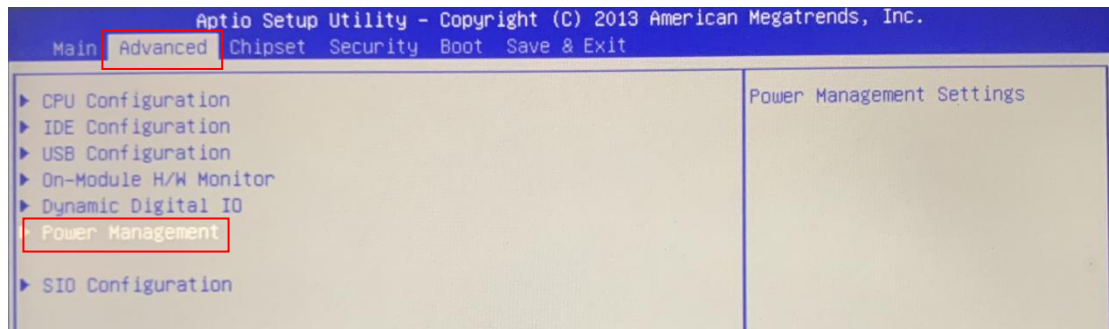 Aptio Setup Utility – Copyright (C) 2013 American Megatrends, Inc.
Main Advanced Chipset Security Boot Save & Exit
▶ CPU Configuration
▶ IDE Configuration
▶ USB Configuration
▶ On-Module H/W Monitor
▶ Dynamic Digital IO
▶ Power Management
▶ SIO Configuration
Power Management Settings